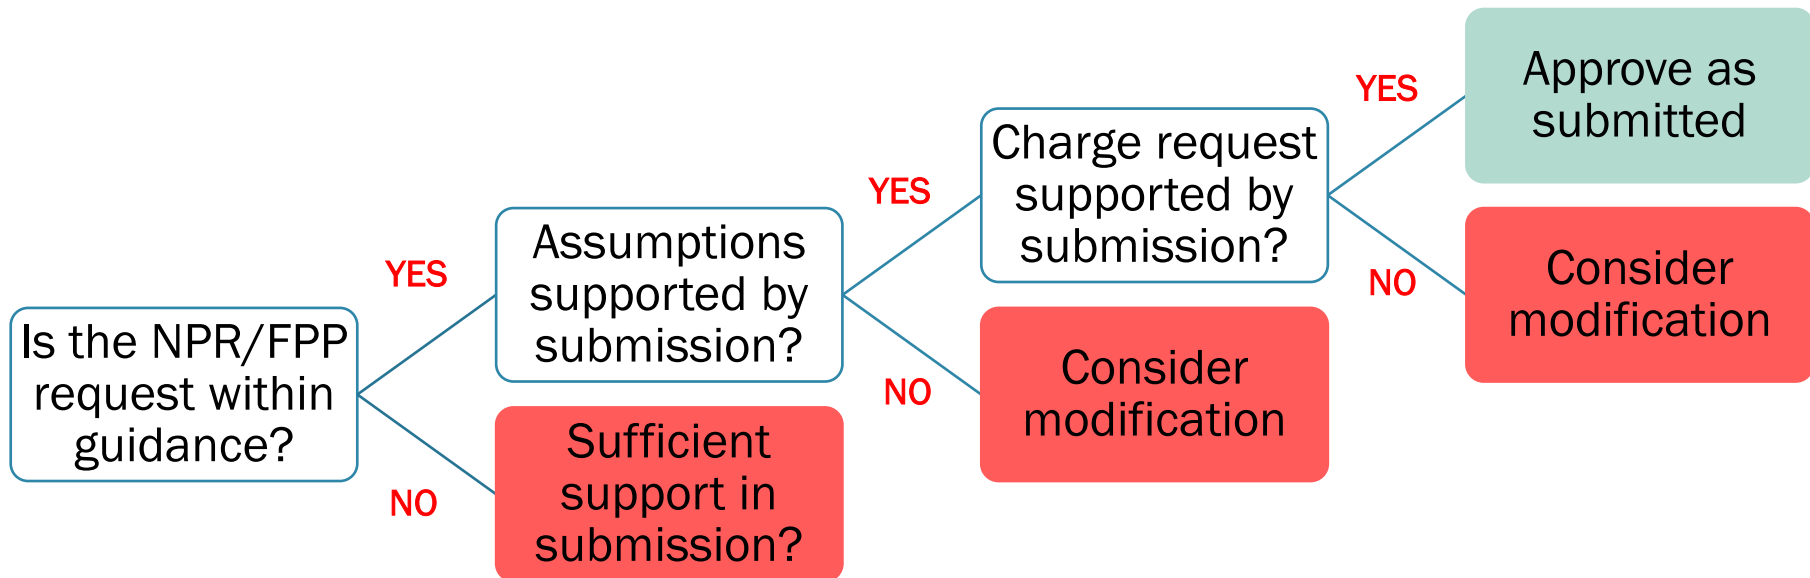 Is the NPR/FPP
request within
guidance?
YES
NO
Assumptions
supported by
submission?
Sufficient
support in
submission?
YES
NO
Charge request
supported by
submission?
Consider
modification
YES
NO
Approve as
submitted
Consider
modification